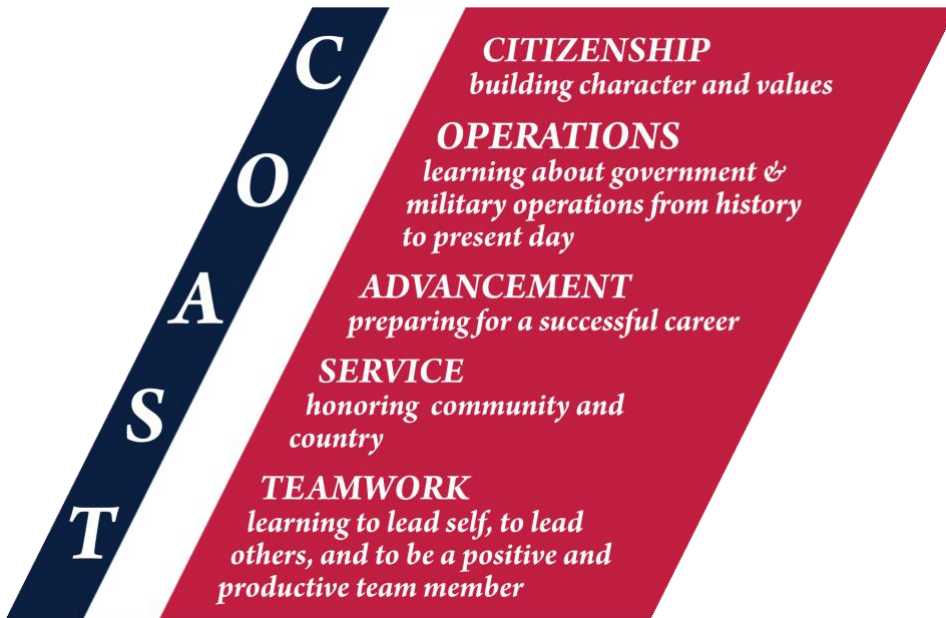 C
CITIZENSHIP
building character and values
O
OPERATIONS
learning about government &
military operations from history
to present day
A
ADVANCEMENT
preparing for a successful career
S
SERVICE
honoring community and
country
T
TEAMWORK
learning to lead self, to lead
others, and to be a positive and
productive team member